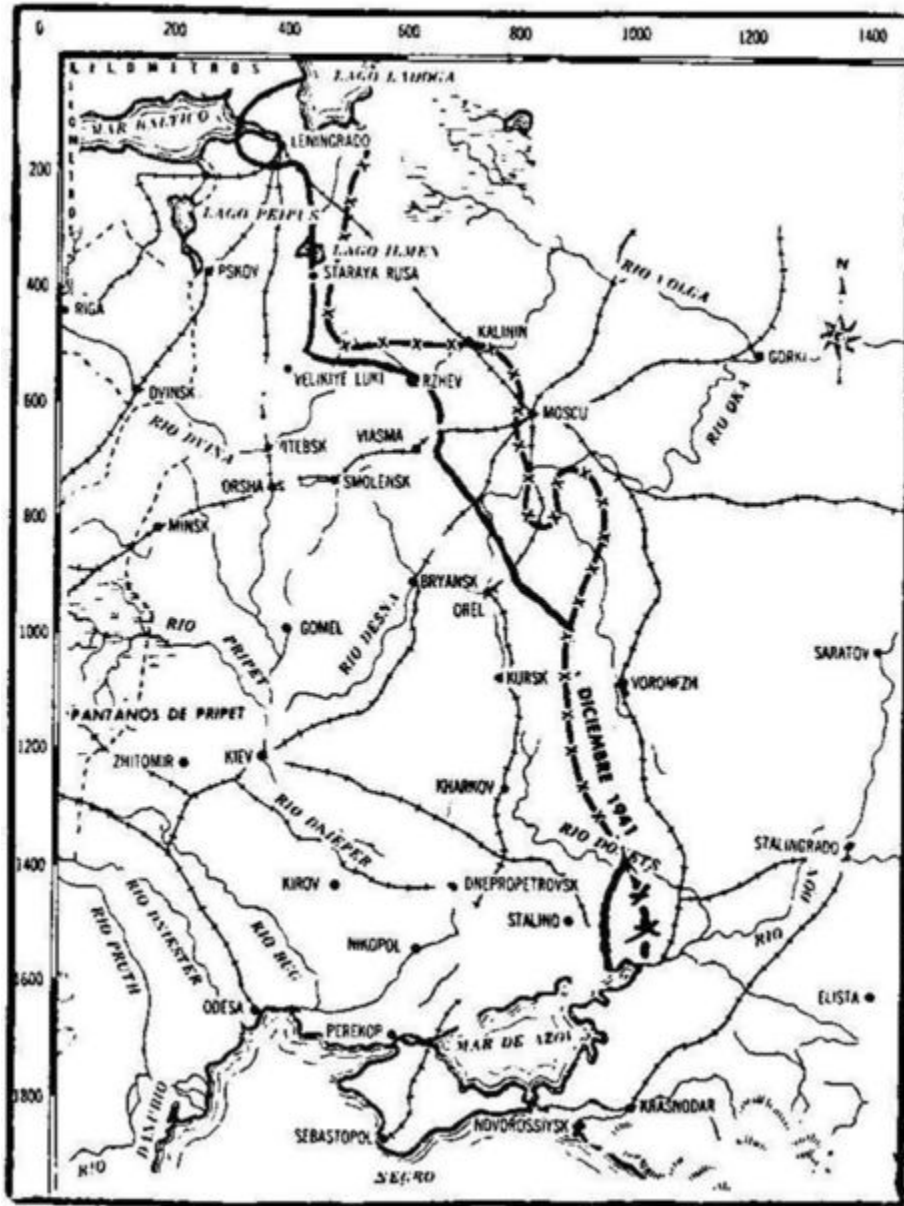 0 200 400 600 800 1000 1200 1400
KILOMETROS
KILOMETROS
LAGO LADOGA
MAR BALTICO
LENINGRADO
200
LAGO PEIPUS
LAGO ILMEN
PSKOV
STARAYA RUSA
RIO VOLGA
N
400
RIGA
KALININ
GORKI
VELIKIYE LUKI
RZHEV
DVINSK
600
MOSCU
RIO OKA
RIO DVINA
VITEBSK
VIASMA
ORSHA
SMOLENSK
800
MINSK
BRYANSK
OREL
1000
RIO PRIPET
GOMEL
RIO DESNA
SARATOV
KURSK
VORONEZH
PANTANOS DE PRIPET
DICIEMBRE 1941
1200
ZHITOMIR
KIEV
KHARKOV
RIO DNIEPER
RIO DONETS
STALINGRADO
1400
KIROV
DNEPROPETROVSK
RIO DON
STALINO
RIO PRUTH
RIO DNIESTER
RIO BUG
NIKOPOL
1600
ODESA
ELISTA
PEREKOP
MAR DE AZOV
1800
RIO DANUBIO
KRASNODAR
SEBASTOPOL
NOVOROSSIYSK
NEGRO